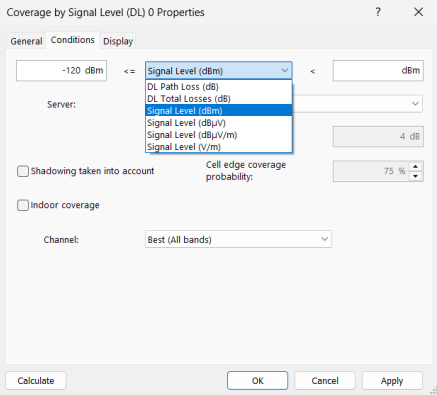 Coverage by Signal Level (DL) 0 Properties ? ×
General Conditions Display
-120 dBm <= Signal Level (dBm) < dBm
DL Path Loss (dB)
DL Total Losses (dB)
Signal Level (dBm)
Signal Level (dBµV)
Signal Level (dBµV/m)
Signal Level (V/m)
Server:
4 dB
Shadowing taken into account
Cell edge coverage
probability:
75 %
Indoor coverage
Channel: Best (All bands)
Calculate OK Cancel Apply